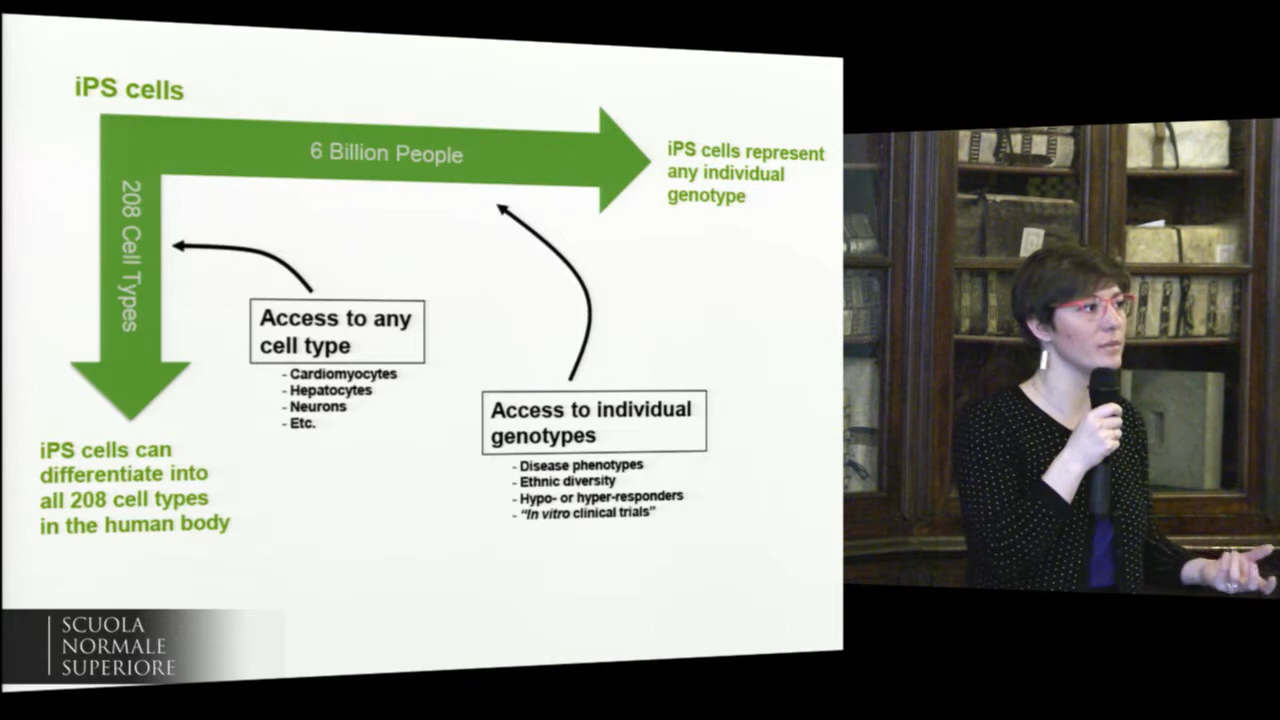 iPS cells
6 Billion People
iPS cells represent
any individual
genotype
208 Cell Types
Access to any
cell type
- Cardiomyocytes
- Hepatocytes
- Neurons
- Etc.
Access to individual
genotypes
- Disease phenotypes
- Ethnic diversity
- Hypo- or hyper-responders
- “In vitro clinical trials”
iPS cells can
differentiate into
all 208 cell types
in the human body
SCUOLA
NORMALE
SUPERIORE